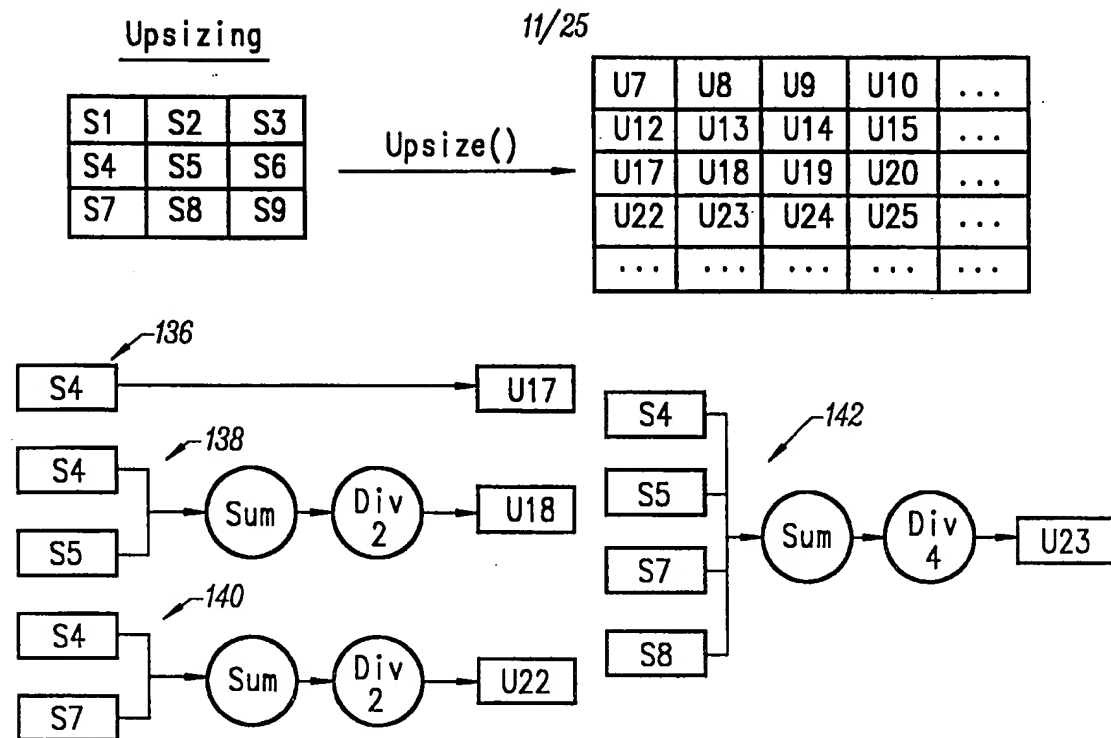 Upsizing
11/25
S1 S2 S3
S4 S5 S6
S7 S8 S9
Upsize()
U7 U8 U9 U10 ...
U12 U13 U14 U15 ...
U17 U18 U19 U20 ...
U22 U23 U24 U25 ...
... ... ... ... ...
136
S4 U17
138
S4
S5
Sum Div 2 U18
140
S4
S7
Sum Div 2 U22
142
S4
S5
S7
S8
Sum Div 4 U23